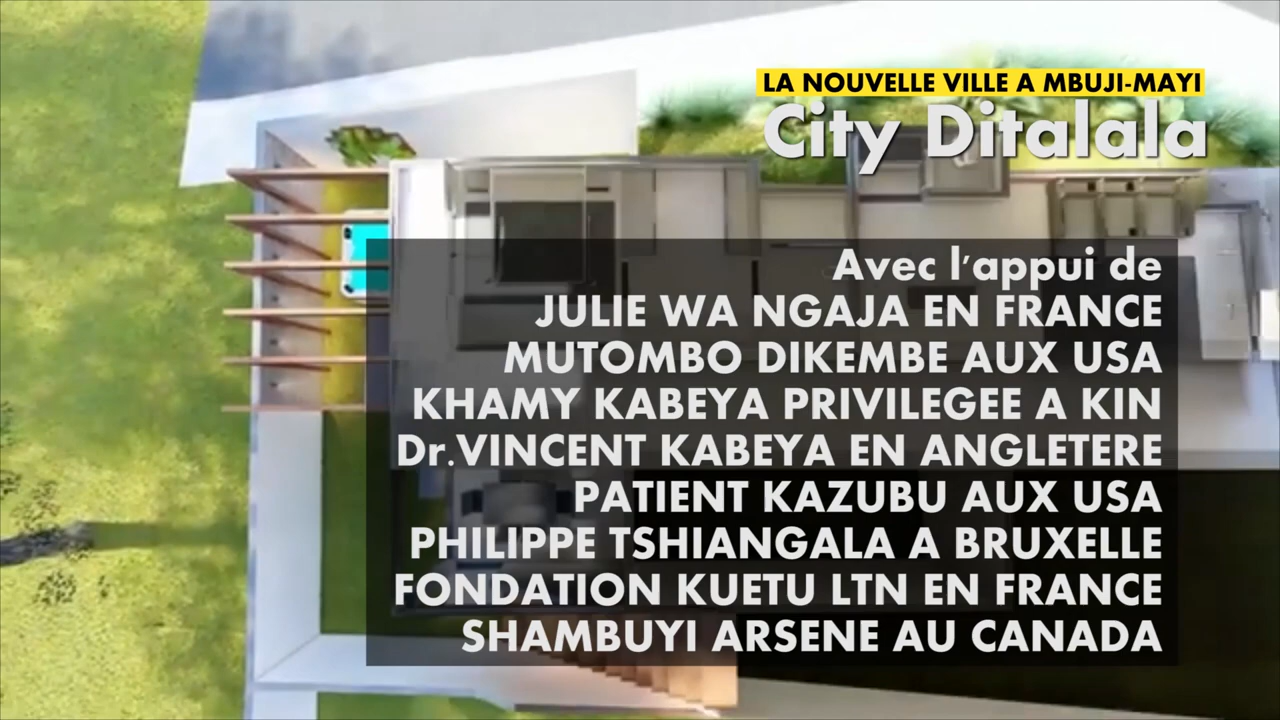 LA NOUVELLE VILLE A MBUJI-MAYI
City Ditalala
Avec l'appui de
JULIE WA NGAJA EN FRANCE
MUTOMBO DIKEMBE AUX USA
KHAMY KABEYA PRIVILEGEE A KIN
Dr.VINCENT KABEYA EN ANGLETERE
PATIENT KAZUBU AUX USA
PHILIPPE TSHIANGALA A BRUXELLE
FONDATION KUETU LTN EN FRANCE
SHAMBUYI ARSENE AU CANADA